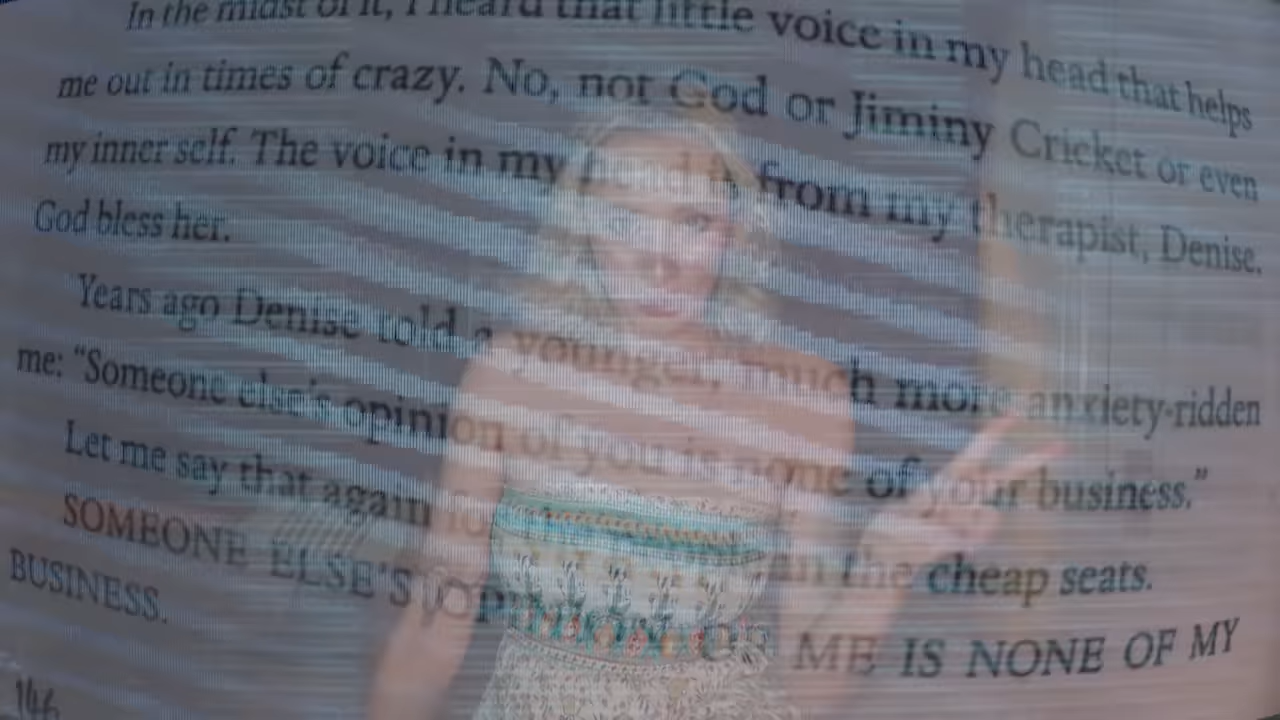 In the midst of it, I heard that little voice in my head that helps
me out in times of crazy. No, not God or Jiminy Cricket or even
my inner self. The voice in my head is from my therapist, Denise.
God bless her.
Years ago Denise told a younger, much more anxiety-ridden
me: "Someone else's opinion of you is none of your business."
Let me say that again in the cheap seats.
SOMEONE ELSE'S OPINION OF ME IS NONE OF MY
BUSINESS.
146